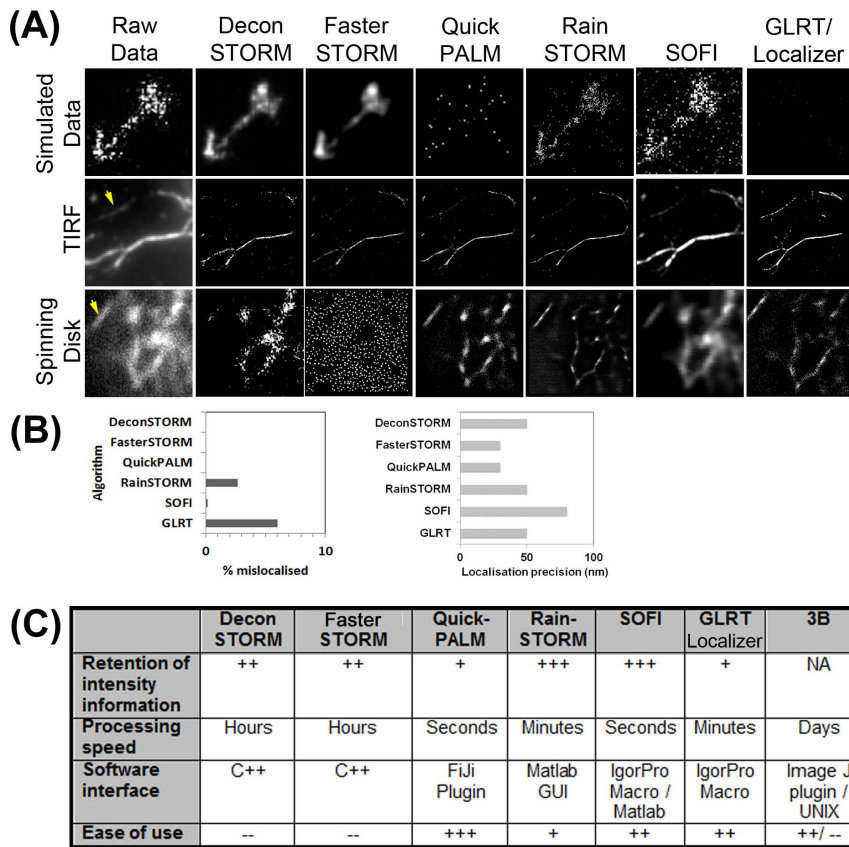 (A)
Raw Data
Decon STORM
Faster STORM
Quick PALM
Rain STORM
SOFI
GLRT/ Localizer
Simulated Data
TIRF
Spinning Disk
(B)
Algorithm
DeconSTORM
FasterSTORM
QuickPALM
RainSTORM
SOFI
GLRT
0 10
% mislocalised
DeconSTORM
FasterSTORM
QuickPALM
RainSTORM
SOFI
GLRT
0 50 100
Localisation precision (nm)
(C)
Decon STORM
Faster STORM
Quick-PALM
Rain-STORM
SOFI
GLRT Localizer
3B
Retention of intensity information
++ ++ + +++ +++ + NA
Processing speed
Hours Hours Seconds Minutes Seconds Minutes Days
Software interface
C++
C++
FiJi Plugin
Matlab GUI
IgorPro Macro / Matlab
IgorPro Macro
Image J plugin / UNIX
Ease of use
-- -- +++ + ++ ++ ++/ --